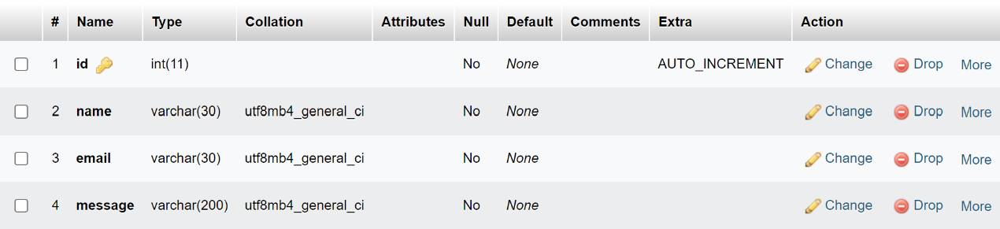 # Name Type Collation Attributes Null Default Comments Extra Action
1 id int(11) No None AUTO_INCREMENT Change Drop More
2 name varchar(30) utf8mb4_general_ci No None Change Drop More
3 email varchar(30) utf8mb4_general_ci No None Change Drop More
4 message varchar(200) utf8mb4_general_ci No None Change Drop More